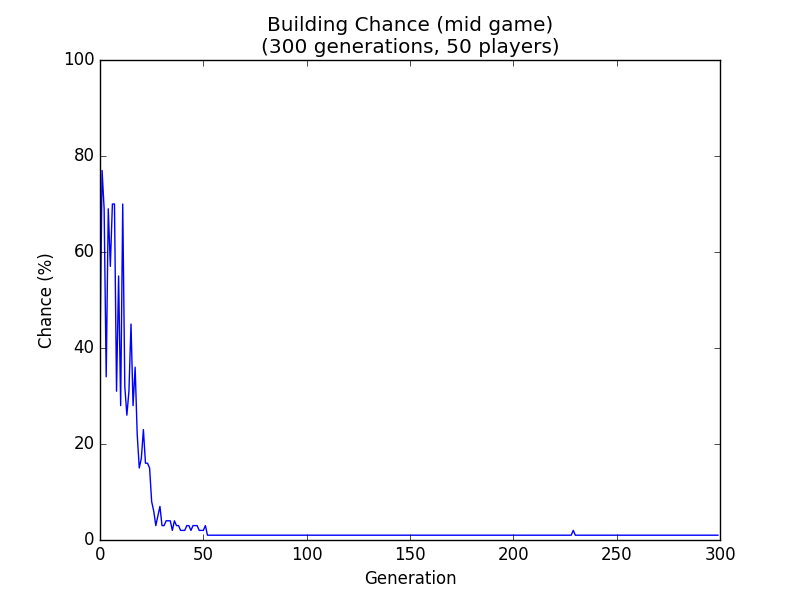 Building Chance (mid game)
(300 generations, 50 players)
100
80
60
40
20
0
Chance (%)
0 50 100 150 200 250 300
Generation